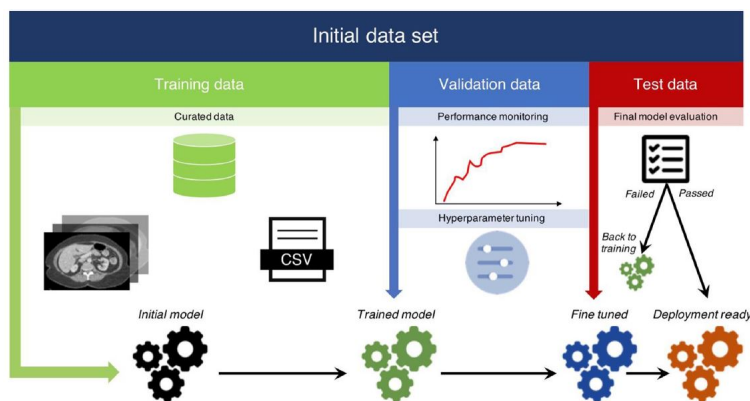 Initial data set
Training data
Validation data
Test data
Curated data
Performance monitoring
Final model evaluation
Failed
Passed
Hyperparameter tuning
Back to
training
CSV
Initial model
Trained model
Fine tuned
Deployment ready